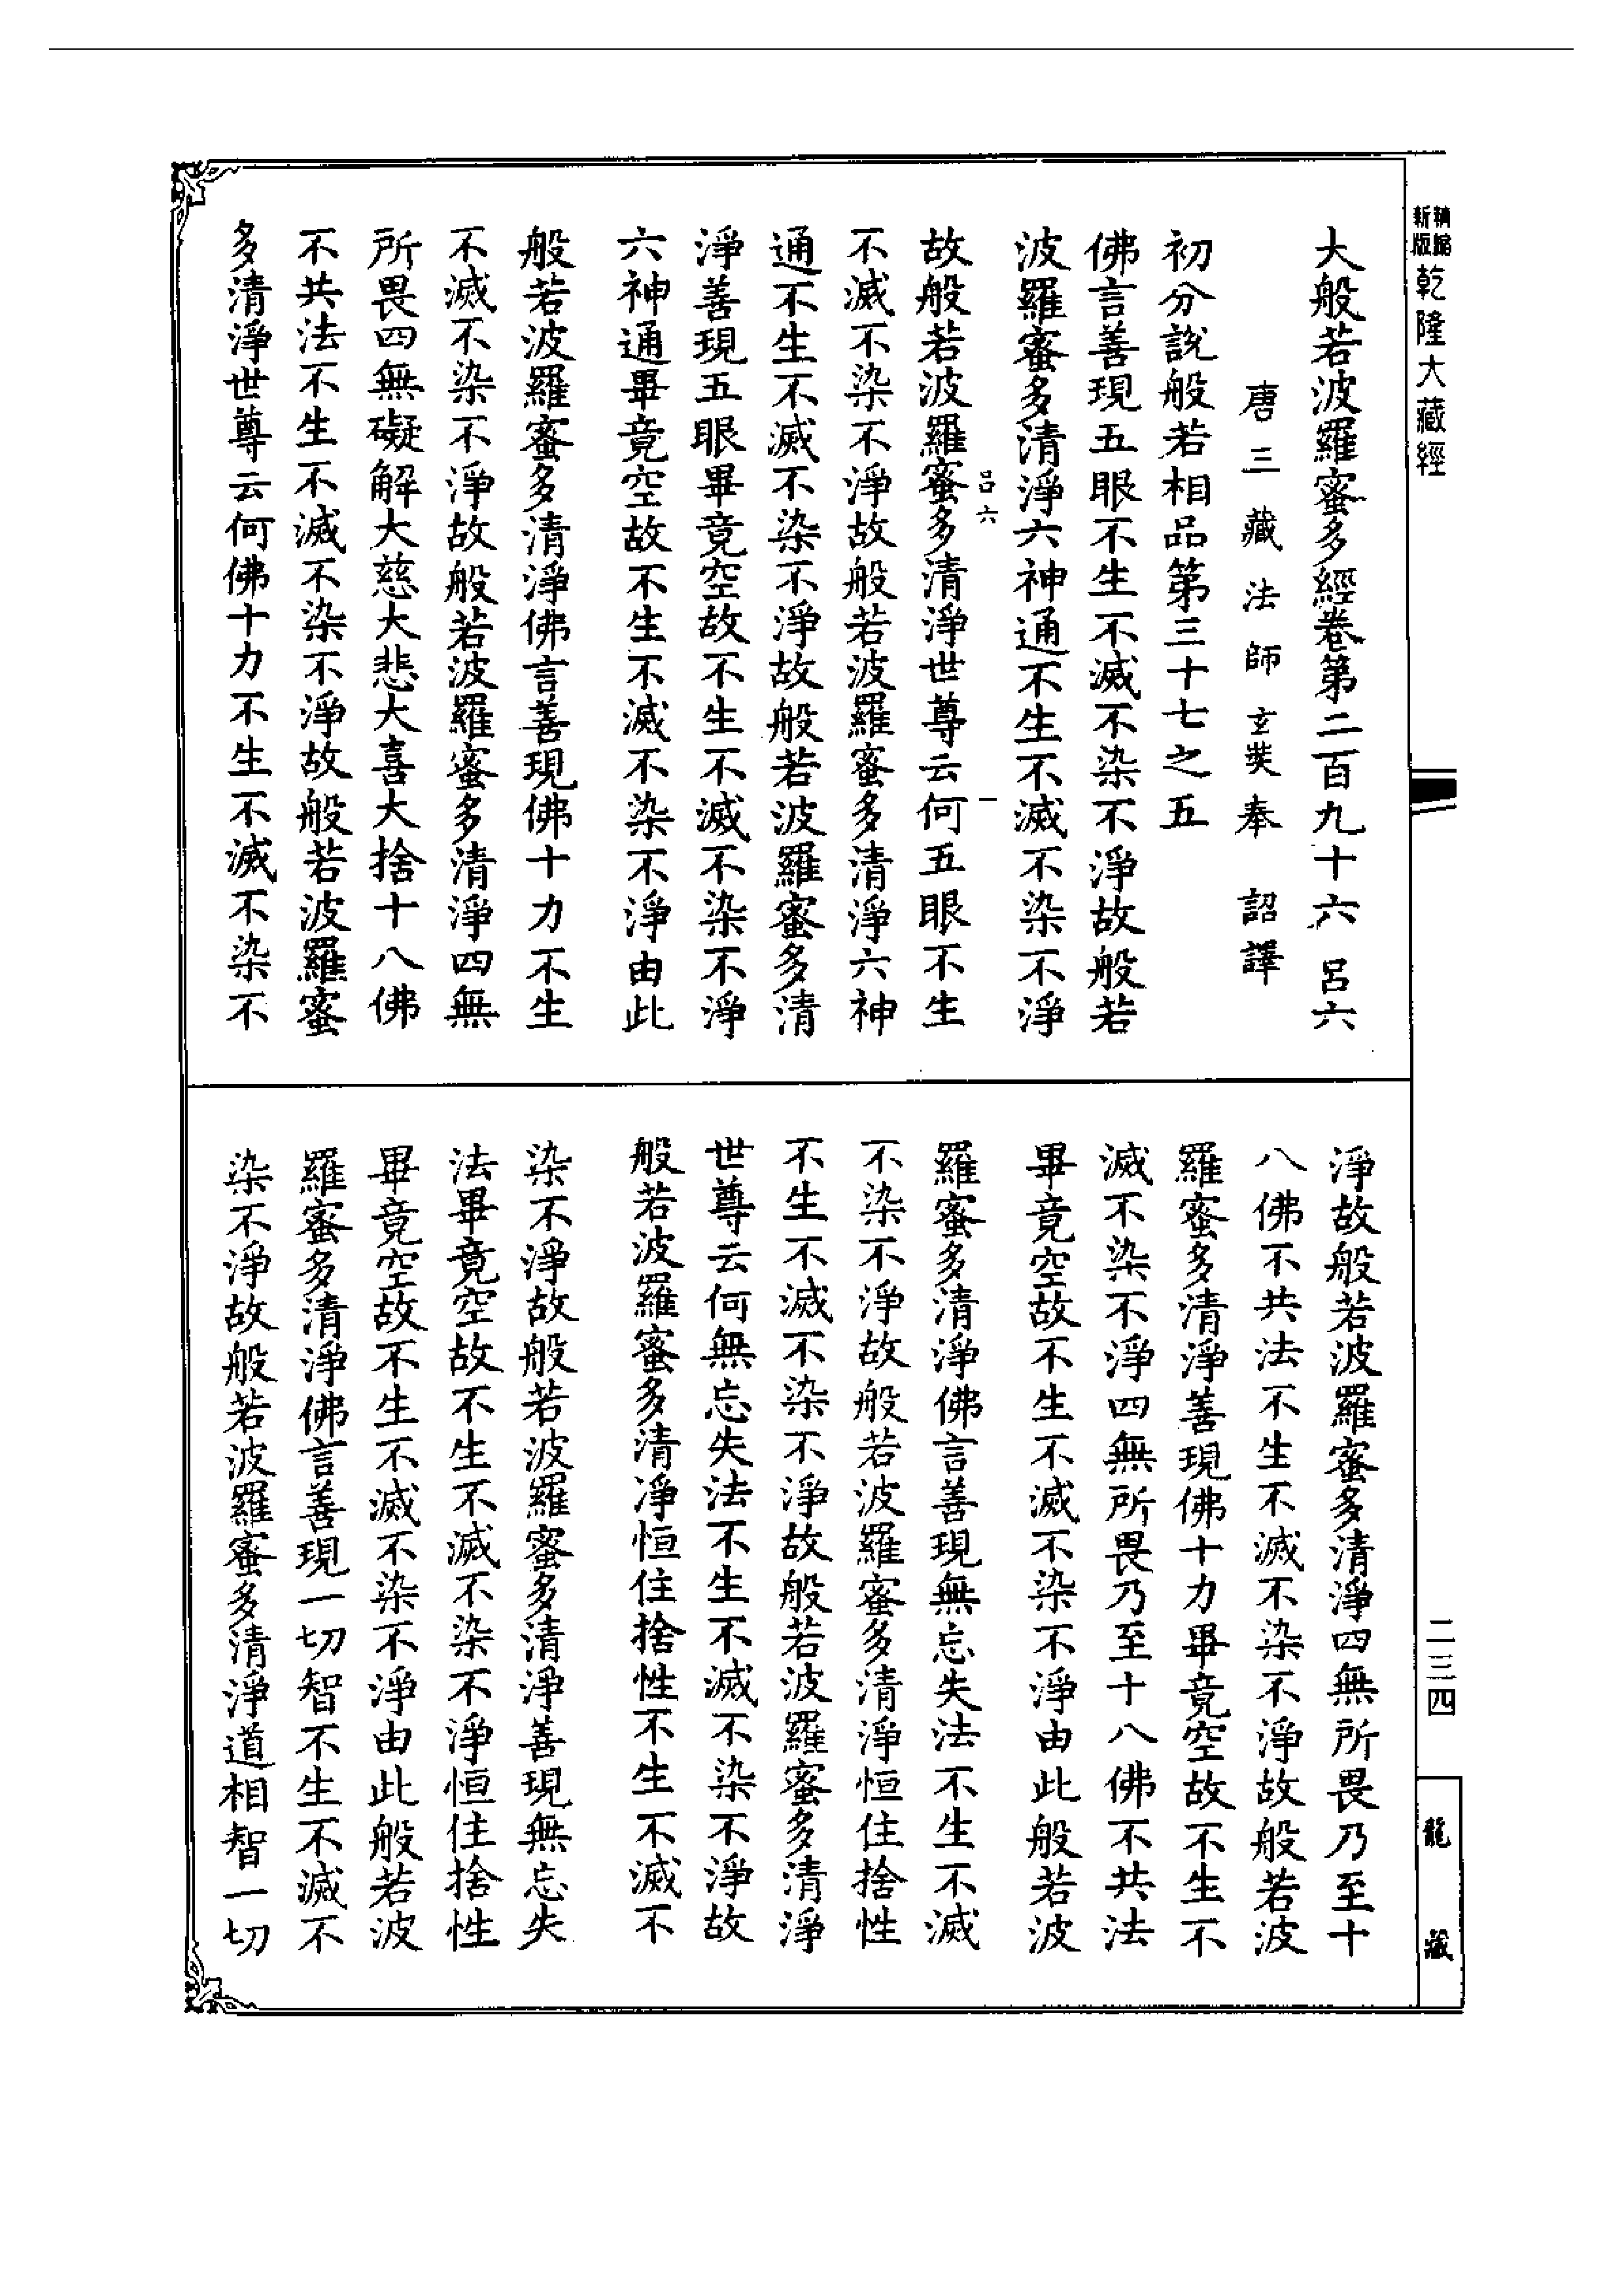 精縮新版
乾隆大藏經
大般若波羅蜜多經卷第二百九十六 呂六
唐三藏法師玄奘奉 詔譯
初分說般若相品第三十七之五
佛言善現五眼不生不滅不染不淨故般若
波羅蜜多清淨六神通不生不滅不染不淨
呂六 一
故般若波羅蜜多清淨世尊云何五眼不生
不滅不染不淨故般若波羅蜜多清淨六神
通不生不滅不染不淨故般若波羅蜜多清
淨善現五眼畢竟空故不生不滅不染不淨
六神通畢竟空故不生不滅不染不淨由此
般若波羅蜜多清淨佛言善現佛十力不生
不滅不染不淨故般若波羅蜜多清淨四無
所畏四無礙解大慈大悲大喜大捨十八佛
不共法不生不滅不染不淨故般若波羅蜜
多清淨世尊云何佛十力不生不滅不染不
淨故般若波羅蜜多清淨四無所畏乃至十
八佛不共法不生不滅不染不淨故般若波
羅蜜多清淨善現佛十力畢竟空故不生不
滅不染不淨四無所畏乃至十八佛不共法
畢竟空故不生不滅不染不淨由此般若波
羅蜜多清淨佛言善現無忘失法不生不滅
不染不淨故般若波羅蜜多清淨恒住捨性
不生不滅不染不淨故般若波羅蜜多清淨
世尊云何無忘失法不生不滅不染不淨故
般若波羅蜜多清淨恒住捨性不生不滅不
染不淨故般若波羅蜜多清淨善現無忘失
法畢竟空故不生不滅不染不淨恒住捨性
畢竟空故不生不滅不染不淨由此般若波
羅蜜多清淨佛言善現一切智不生不滅不
染不淨故般若波羅蜜多清淨道相智一切
二三四
龍藏